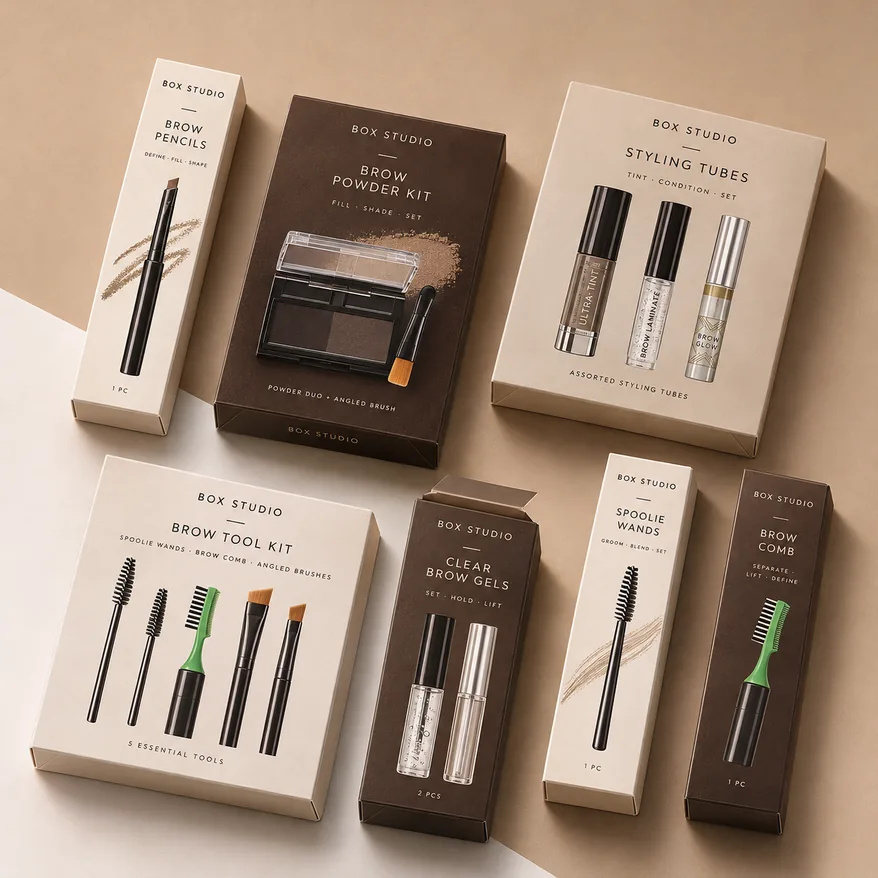 BOX STUDIO
BROW
PENCILS
DEFINE · FILL · SHAPE
1 PC
BOX STUDIO
BROW
POWDER KIT
FILL · SHADE · SET
POWDER DUO + ANGLED BRUSH
BOX STUDIO
BOX STUDIO
STYLING TUBES
TINT · CONDITION · SET
ULTRA-TINT
BROW LAMINATE
BROW
GLOW
ASSORTED STYLING TUBES
BOX STUDIO
BROW TOOL KIT
SPOOLIE WANDS · BROW COMB · ANGLED BRUSHES
5 ESSENTIAL TOOLS
BOX STUDIO
CLEAR
BROW GELS
SET · HOLD · LIFT
2 PCS
BOX STUDIO
SPOOLIE
WANDS
GROOM · BLEND · SET
1 PC
BOX STUDIO
BROW
COMB
SEPARATE ·
LIFT · DEFINE
1 PC